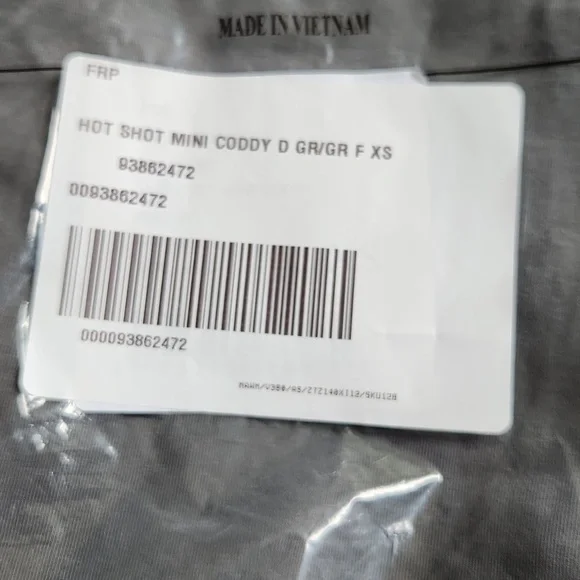 MADE IN VIETNAM
FRP
HOT SHOT MINI CODDY D GR/GR F XS
93862472
0093862472
000093862472